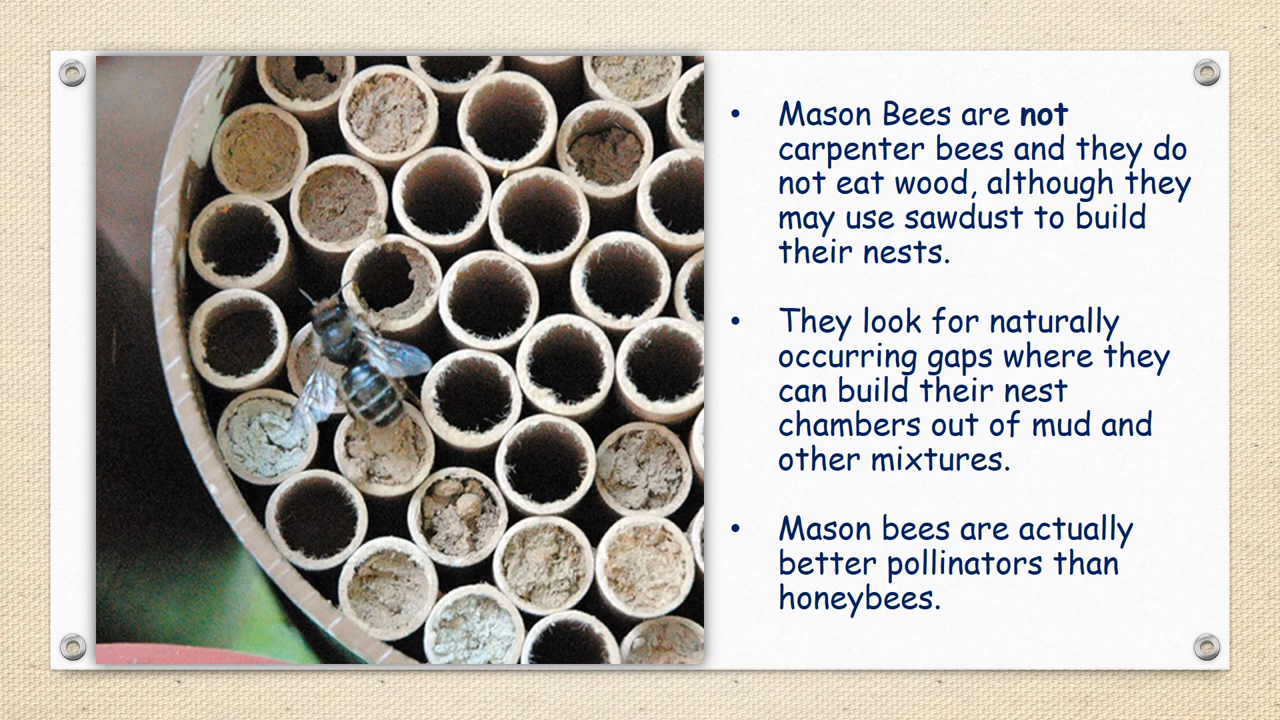 • Mason Bees are not
carpenter bees and they do
not eat wood, although they
may use sawdust to build
their nests.
• They look for naturally
occurring gaps where they
can build their nest
chambers out of mud and
other mixtures.
• Mason bees are actually
better pollinators than
honeybees.